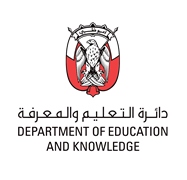 دائرة التعليم والمعرفة
DEPARTMENT OF EDUCATION
AND KNOWLEDGE